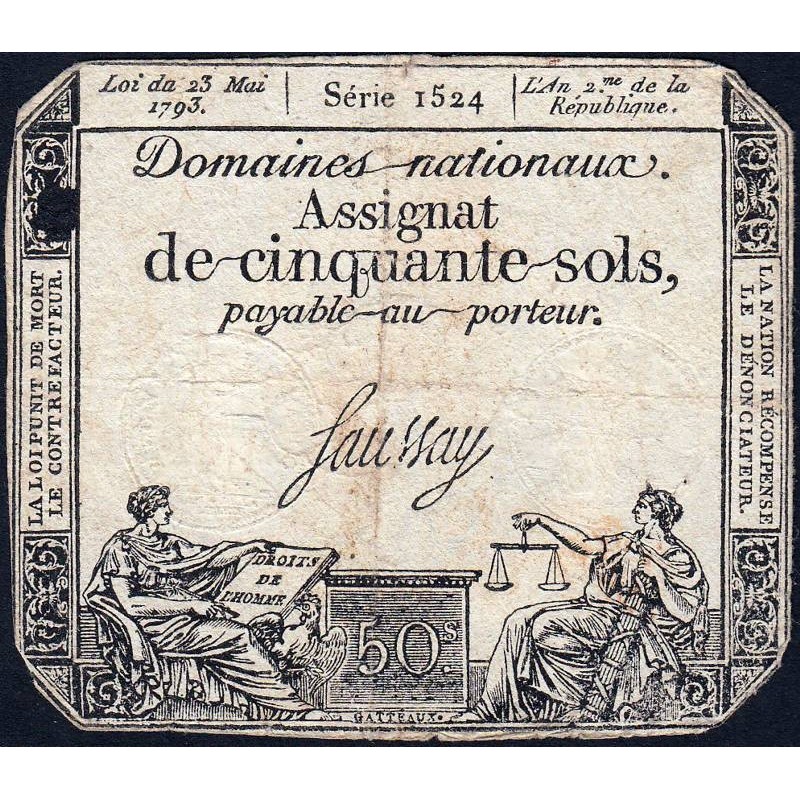 Loi du 23 Mai
1793.
Série 1524
L'An 2.me de la
République.
Domaines nationaux.
Assignat
de cinquante sols,
payable au porteur.
LA LOI PUNIT DE MORT
LE CONTREFACTEUR.
LA NATION RÉCOMPENSE
LE DÉNONCIATEUR.
Saussay
DROITS
DE
L'HOMME
50.s
GATTEAUX.